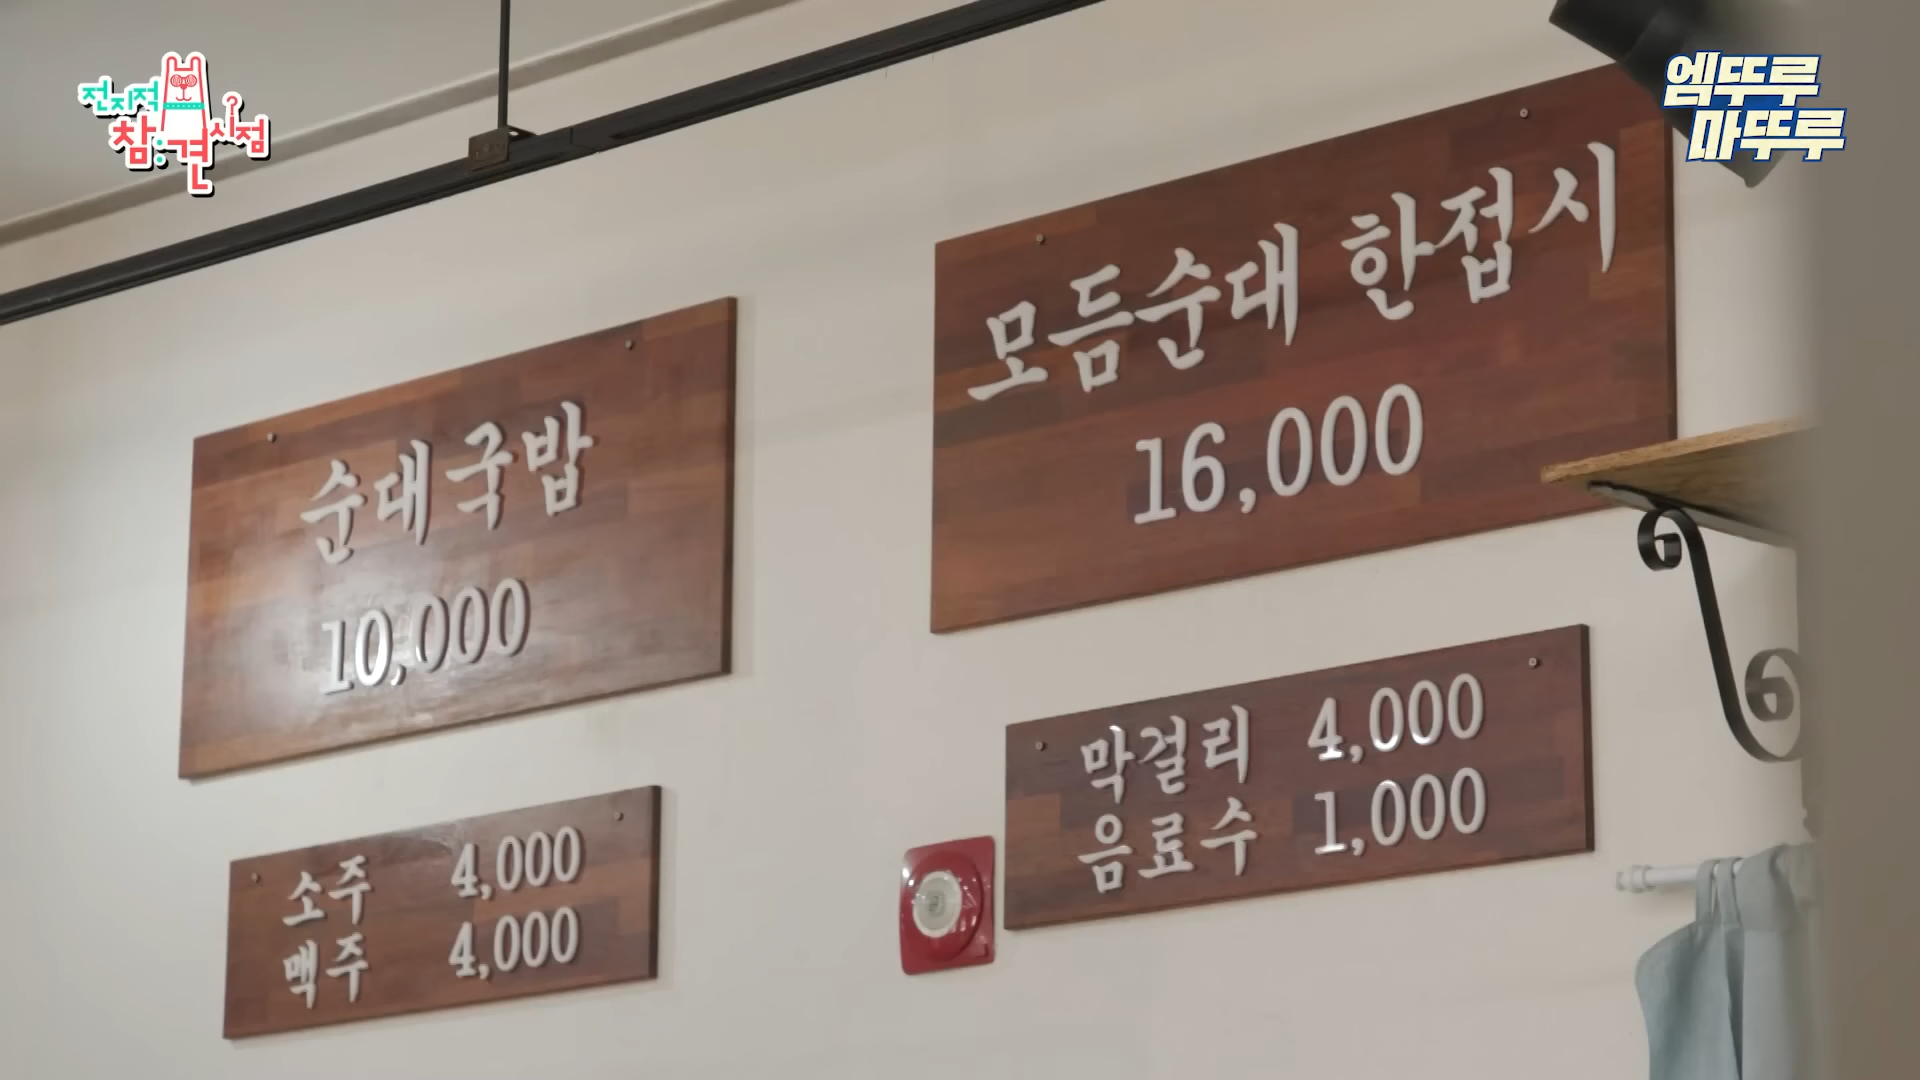 전지적
참견시점
엠뚜루
마뚜루
순대국밥
10,000
모듬순대 한접시
16,000
소주 4,000
맥주 4,000
막걸리 4,000
음료수 1,000